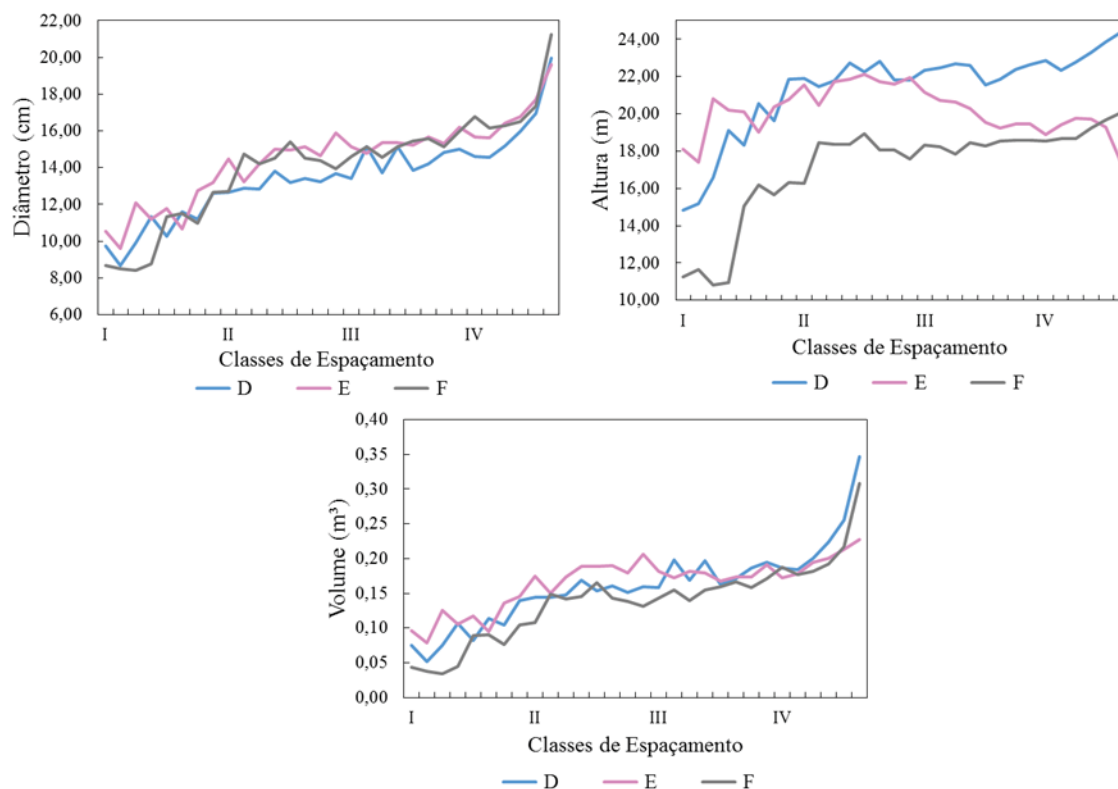 Diâmetro (cm)
22,00
20,00
18,00
16,00
14,00
12,00
10,00
8,00
6,00
I II III IV
Classes de Espaçamento
D E F
Altura (m)
24,00
22,00
20,00
18,00
16,00
14,00
12,00
10,00
I II III IV
Classes de Espaçamento
D E F
Volume (m³)
0,40
0,35
0,30
0,25
0,20
0,15
0,10
0,05
0,00
I II III IV
Classes de Espaçamento
D E F